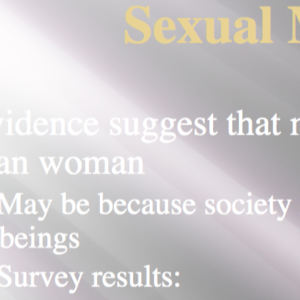 Sexual
vidence suggest that
an woman
May be because society
beings
Survey results: